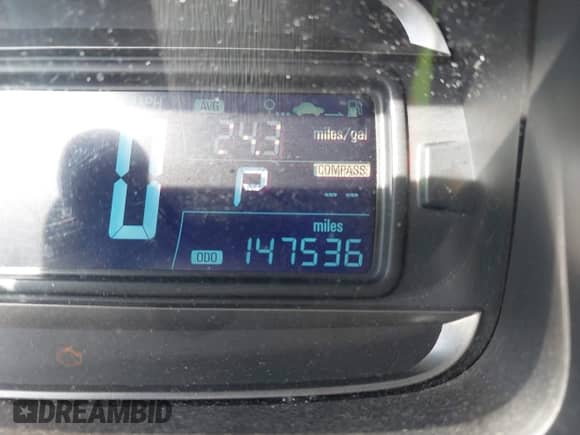 AVG
24.3 miles/gal
0 P COMPASS
-- --
miles
ODO 147536
DREAMBID